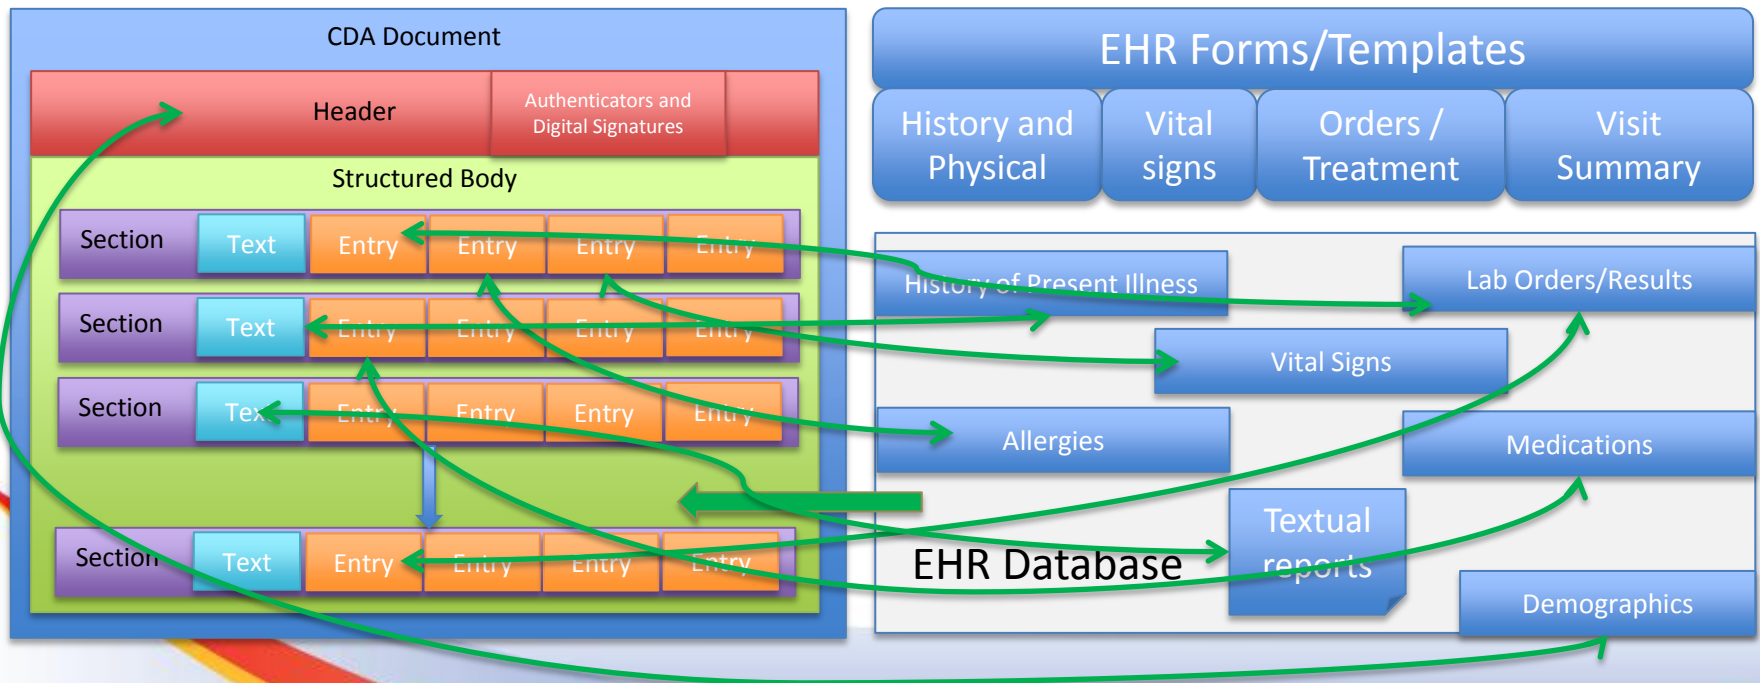 CDA Document
Header
Authenticators and
Digital Signatures
Structured Body
Section Text Entry Entry Entry Entry
Section Text Entry Entry Entry Entry
Section Text Entry Entry Entry Entry
Section Text Entry Entry Entry Entry
EHR Forms/Templates
History and
Physical
Vital
signs
Orders /
Treatment
Visit
Summary
History of Present Illness
Lab Orders/Results
Vital Signs
Allergies
Medications
Textual
reports
EHR Database
Demographics